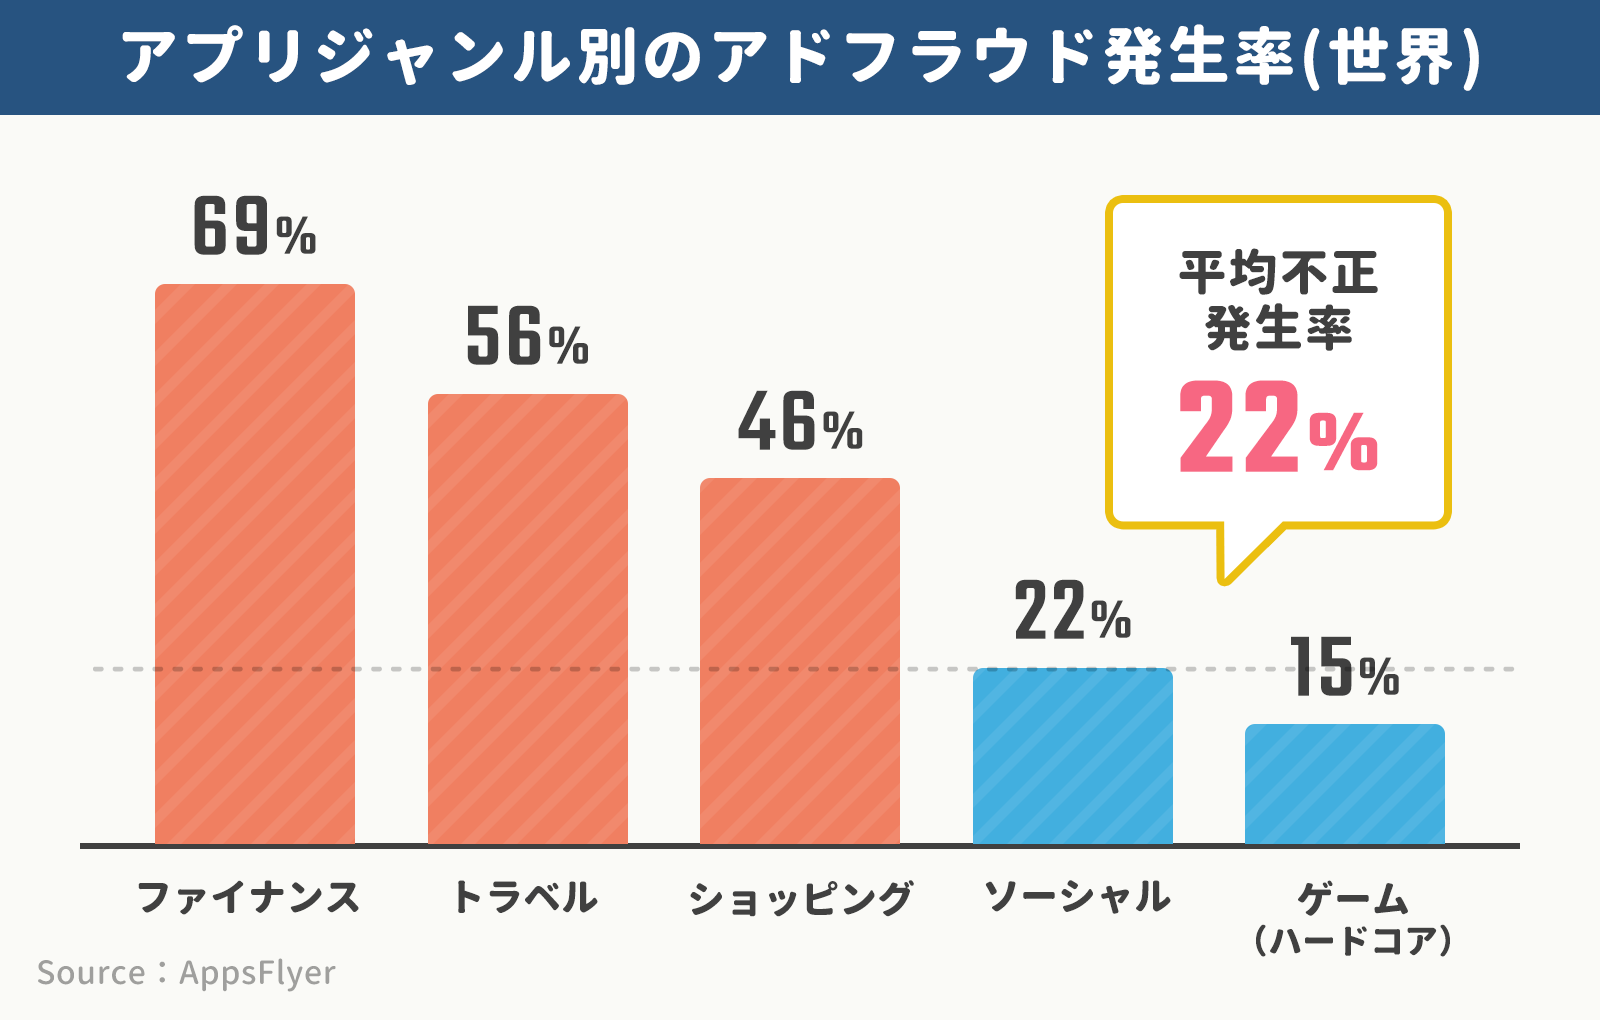 アプリジャンル別のアドフラウド発生率(世界)
69%
56%
46%
22%
15%
平均不正
発生率
22%
ファイナンス
トラベル
ショッピング
ソーシャル
ゲーム
（ハードコア）
Source：AppsFlyer